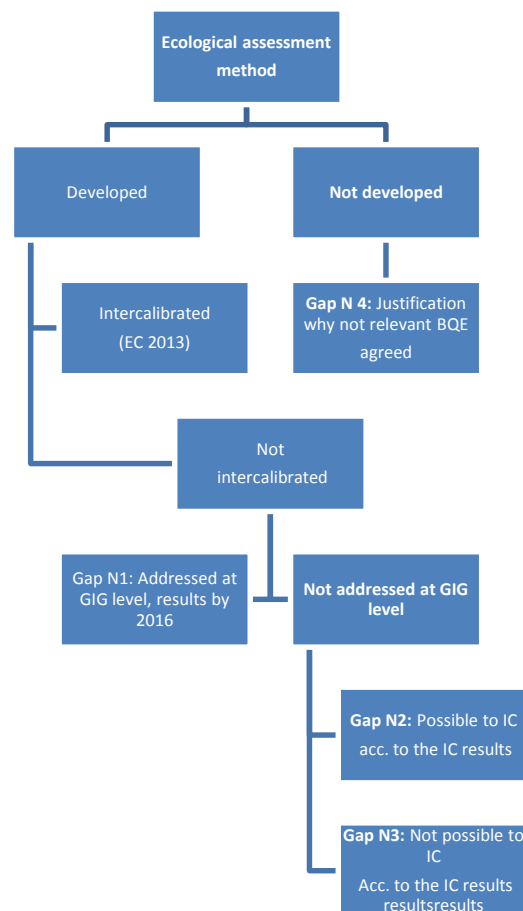 Ecological assessment
method
Developed
Not developed
Intercalibrated
(EC 2013)
Gap N 4: Justification
why not relevant BQE
agreed
Not
intercalibrated
Gap N1: Addressed at
GIG level, results by
2016
Not addressed at GIG
level
Gap N2: Possible to IC
acc. to the IC results
Gap N3: Not possible to
IC
Acc. to the IC results
resultsresults